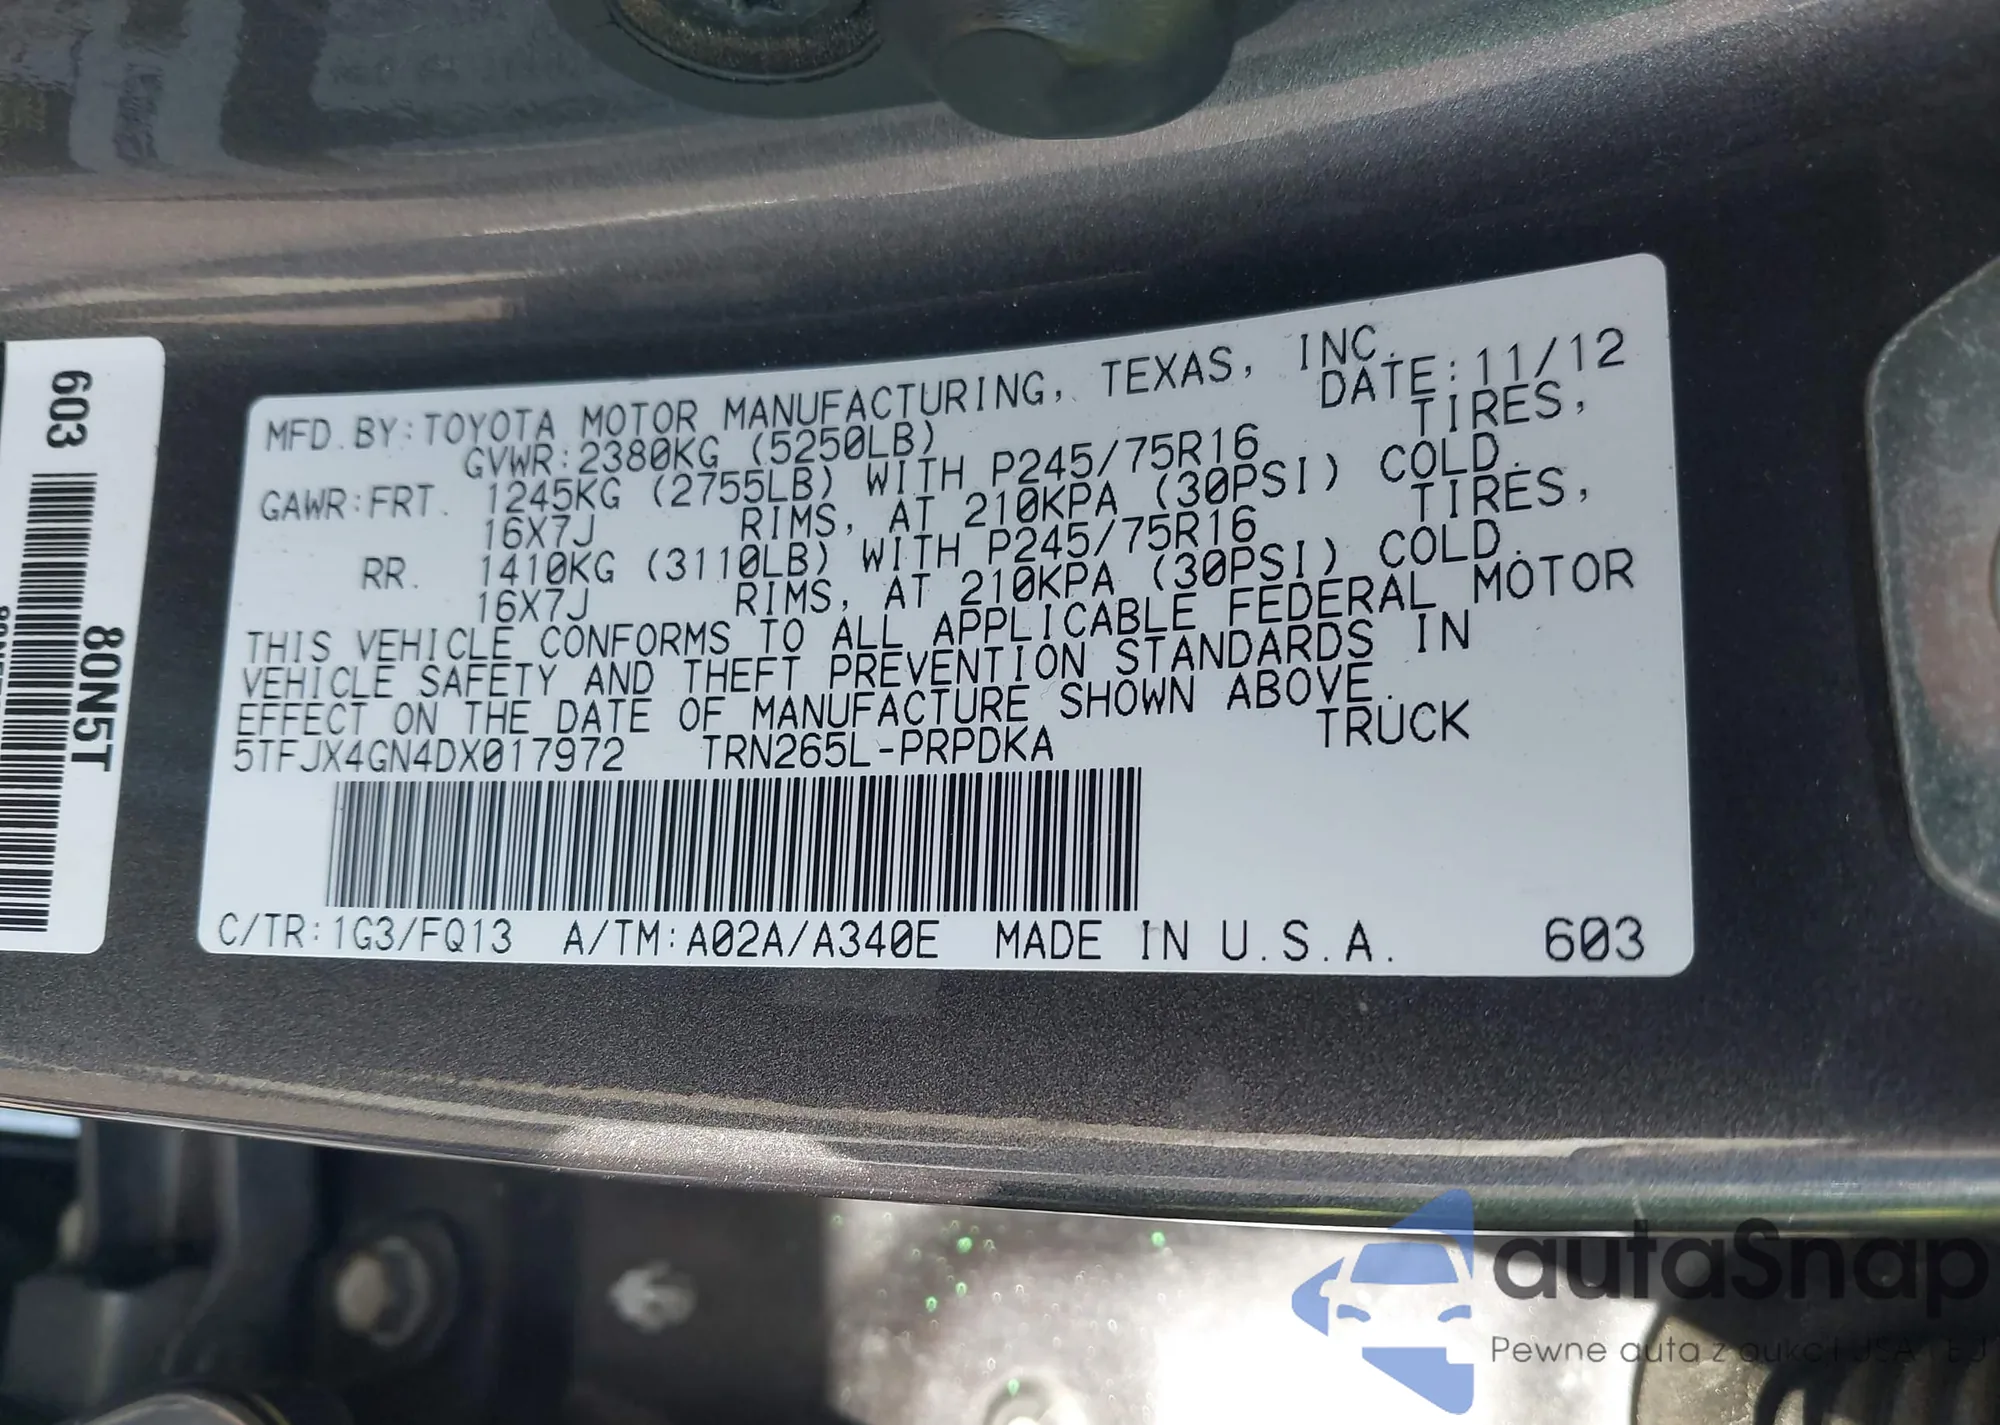 603
80N5T
MFD.BY:TOYOTA MOTOR MANUFACTURING, TEXAS, INC.
GVWR:2380KG (5250LB) DATE:11/12
GAWR:FRT. 1245KG (2755LB) WITH P245/75R16 TIRES,
16X7J RIMS, AT 210KPA (30PSI) COLD.
RR. 1410KG (3110LB) WITH P245/75R16 TIRES,
16X7J RIMS, AT 210KPA (30PSI) COLD.
THIS VEHICLE CONFORMS TO ALL APPLICABLE FEDERAL MOTOR
VEHICLE SAFETY AND THEFT PREVENTION STANDARDS IN
EFFECT ON THE DATE OF MANUFACTURE SHOWN ABOVE.
5TFJX4GN4DX017972 TRN265L-PRPDKA TRUCK
C/TR:1G3/FQ13 A/TM:A02A/A340E MADE IN U.S.A. 603
autaSnap
Pewne auta z aukcji USA